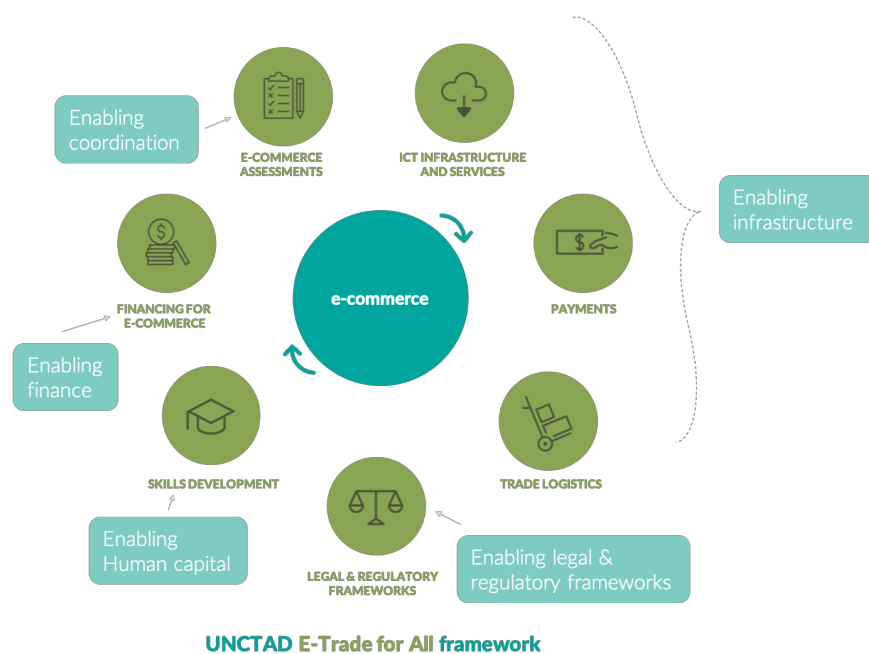 Enabling
coordination
E-COMMERCE
ASSESSMENTS
ICT INFRASTRUCTURE
AND SERVICES
Enabling
infrastructure
$
FINANCING FOR
E-COMMERCE
e-commerce
$
PAYMENTS
Enabling
finance
SKILLS DEVELOPMENT
TRADE LOGISTICS
Enabling
Human capital
LEGAL & REGULATORY
FRAMEWORKS
Enabling legal &
regulatory frameworks
UNCTAD E-Trade for All framework